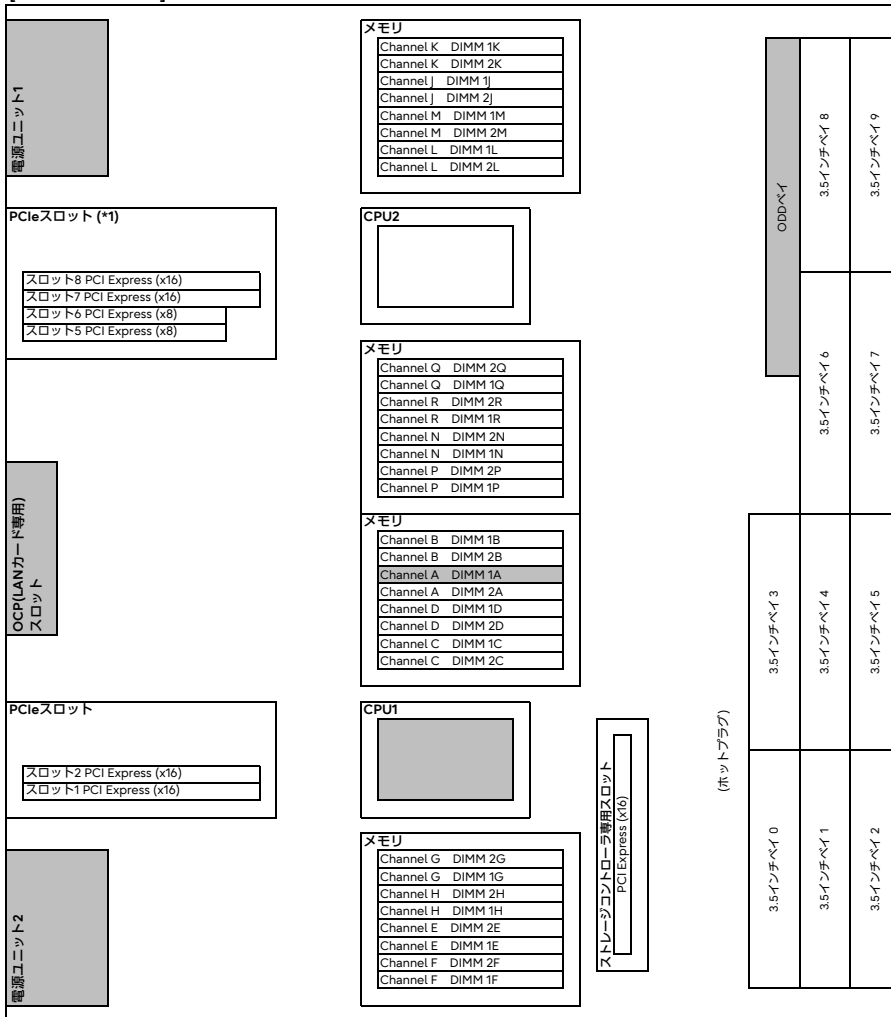 電源ユニット1
メモリ
Channel K DIMM 1K
Channel K DIMM 2K
Channel J DIMM 1J
Channel J DIMM 2J
Channel M DIMM 1M
Channel M DIMM 2M
Channel L DIMM 1L
Channel L DIMM 2L
PCIeスロット (*1)
スロット8 PCI Express (x16)
スロット7 PCI Express (x16)
スロット6 PCI Express (x8)
スロット5 PCI Express (x8)
CPU2
メモリ
Channel Q DIMM 2Q
Channel Q DIMM 1Q
Channel R DIMM 2R
Channel R DIMM 1R
Channel N DIMM 2N
Channel N DIMM 1N
Channel P DIMM 2P
Channel P DIMM 1P
OCP(LANカード専用)
スロット
メモリ
Channel B DIMM 1B
Channel B DIMM 2B
Channel A DIMM 1A
Channel A DIMM 2A
Channel D DIMM 1D
Channel D DIMM 2D
Channel C DIMM 1C
Channel C DIMM 2C
PCIeスロット
スロット2 PCI Express (x16)
スロット1 PCI Express (x16)
CPU1
メモリ
Channel G DIMM 2G
Channel G DIMM 1G
Channel H DIMM 2H
Channel H DIMM 1H
Channel E DIMM 2E
Channel E DIMM 1E
Channel F DIMM 2F
Channel F DIMM 1F
電源ユニット2
ストレージコントローラ専用スロット
PCI Express (x16)
(ホットプラグ)
ODDベイ
3.5インチベイ 8
3.5インチベイ 9
3.5インチベイ 6
3.5インチベイ 7
3.5インチベイ 3
3.5インチベイ 4
3.5インチベイ 5
3.5インチベイ 0
3.5インチベイ 1
3.5インチベイ 2